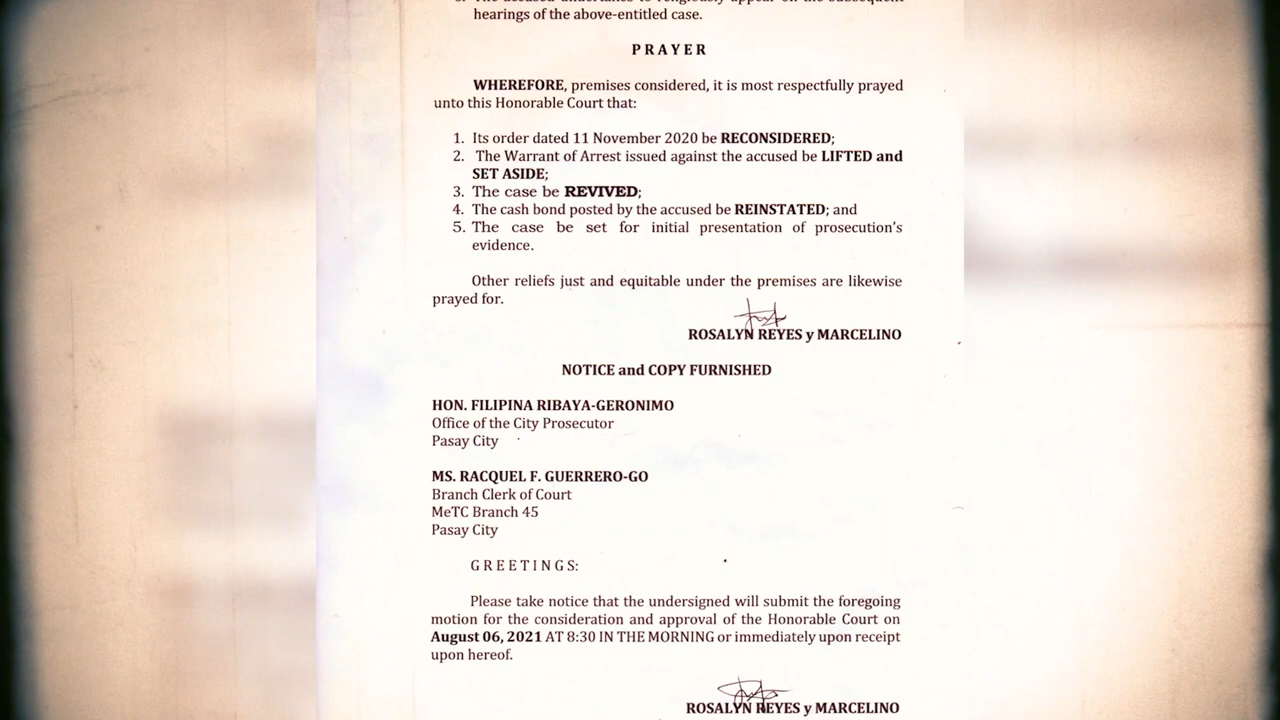 hearings of the above-entitled case.
PRAYER
WHEREFORE, premises considered, it is most respectfully prayed
unto this Honorable Court that:
1. Its order dated 11 November 2020 be RECONSIDERED;
2. The Warrant of Arrest issued against the accused be LIFTED and
SET ASIDE;
3. The case be REVIVED;
4. The cash bond posted by the accused be REINSTATED; and
5. The case be set for initial presentation of prosecution's
evidence.
Other reliefs just and equitable under the premises are likewise
prayed for.
ROSALYN REYES y MARCELINO
NOTICE and COPY FURNISHED
HON. FILIPINA RIBAYA-GERONIMO
Office of the City Prosecutor
Pasay City
MS. RACQUEL F. GUERRERO-GO
Branch Clerk of Court
MeTC Branch 45
Pasay City
GREETINGS:
Please take notice that the undersigned will submit the foregoing
motion for the consideration and approval of the Honorable Court on
August 06, 2021 AT 8:30 IN THE MORNING or immediately upon receipt
upon hereof.
ROSALYN REYES y MARCELINO